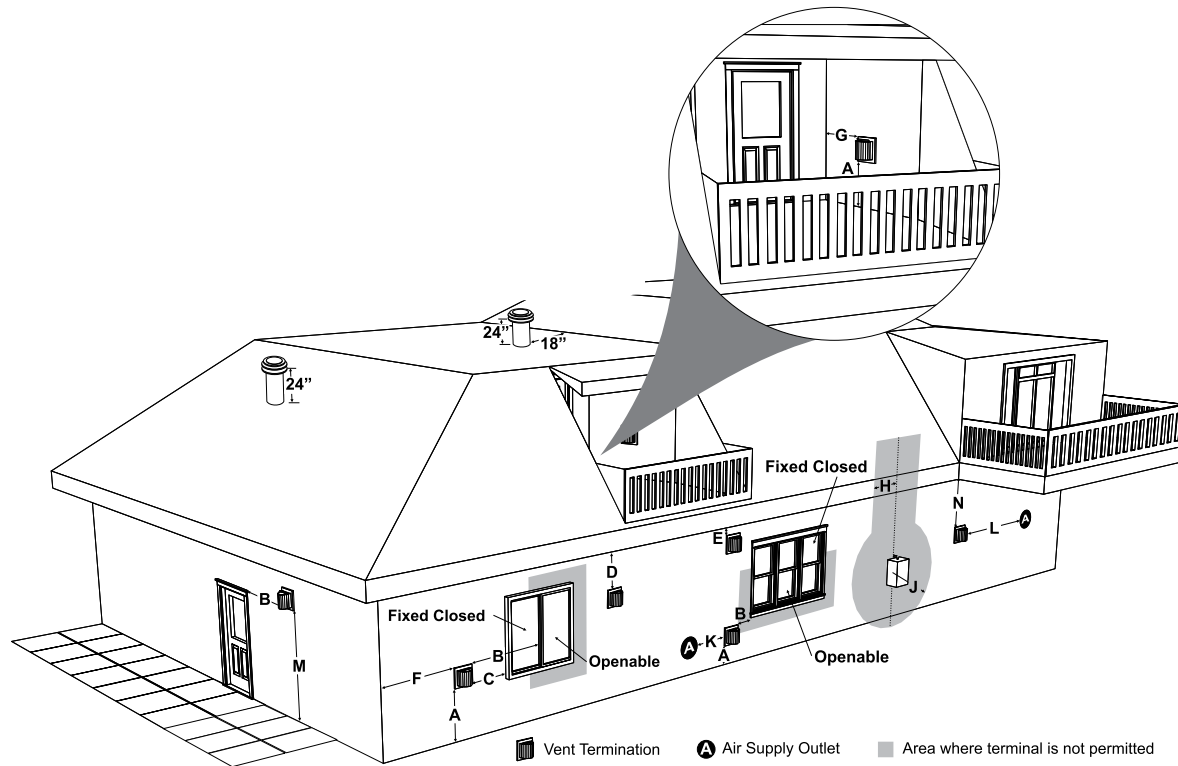 G
A
24”
18”
24”
Fixed Closed
H
N
L
A
E
D
B
Fixed Closed
J
B
K
A
A
M
B
Openable
Openable
F
C
A
Vent Termination
A Air Supply Outlet
Area where terminal is not permitted